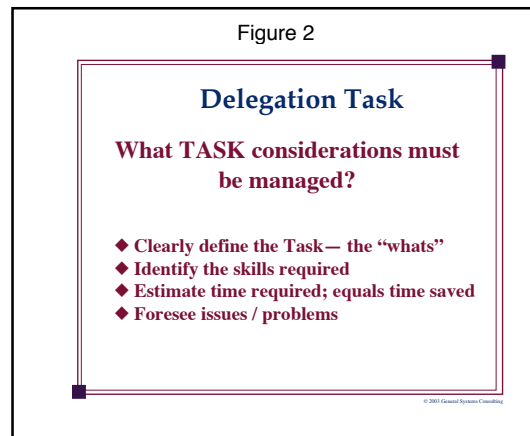 Figure 2
Delegation Task
What TASK considerations must
be managed?
◆ Clearly define the Task— the “whats”
◆ Identify the skills required
◆ Estimate time required; equals time saved
◆ Foresee issues / problems
© 2003 General Systems Consulting